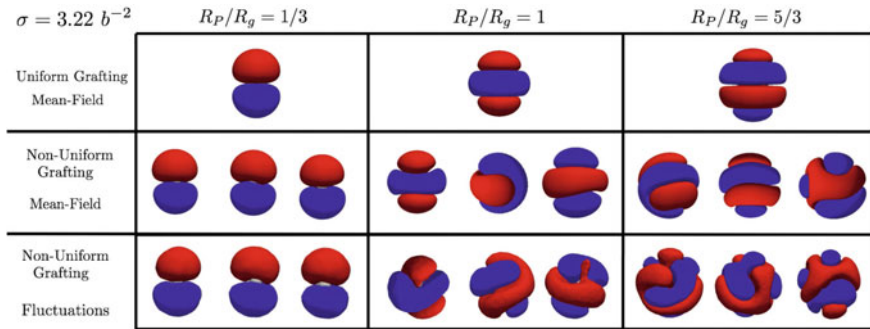 σ = 3.22 b⁻²
R_P/R_g = 1/3
R_P/R_g = 1
R_P/R_g = 5/3
Uniform Grafting
Mean-Field
Non-Uniform
Grafting
Mean-Field
Non-Uniform
Grafting
Fluctuations